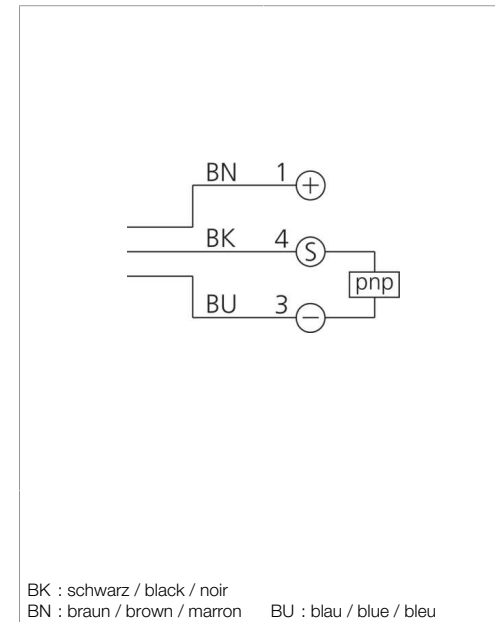 BN 1 +
BK 4 S
pnp
BU 3 −
BK : schwarz / black / noir
BN : braun / brown / marron BU : blau / blue / bleu